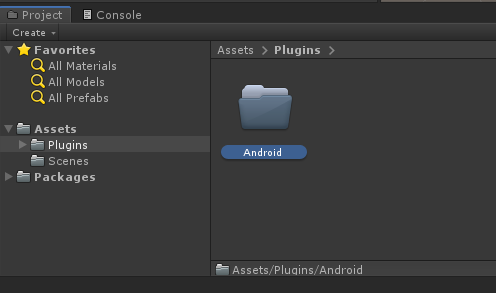 Project
Console
Create
Favorites
All Materials
All Models
All Prefabs
Assets
Plugins
Scenes
Packages
Assets > Plugins >
Android
Assets/Plugins/Android